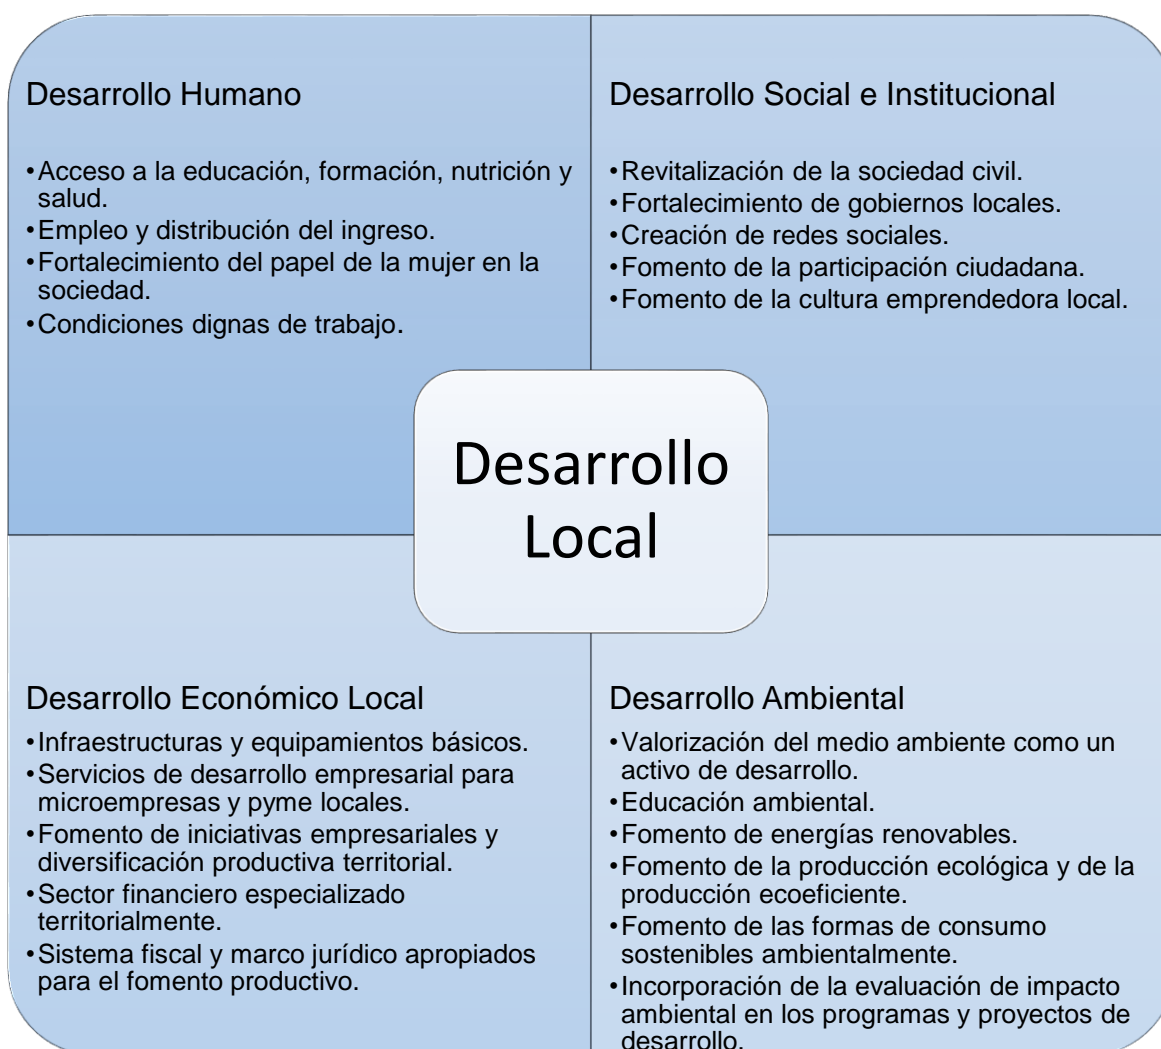 Desarrollo Humano
•Acceso a la educación, formación, nutrición y
salud.
•Empleo y distribución del ingreso.
•Fortalecimiento del papel de la mujer en la
sociedad.
•Condiciones dignas de trabajo.
Desarrollo Social e Institucional
•Revitalización de la sociedad civil.
•Fortalecimiento de gobiernos locales.
•Creación de redes sociales.
•Fomento de la participación ciudadana.
•Fomento de la cultura emprendedora local.
Desarrollo
Local
Desarrollo Económico Local
•Infraestructuras y equipamientos básicos.
•Servicios de desarrollo empresarial para
microempresas y pyme locales.
•Fomento de iniciativas empresariales y
diversificación productiva territorial.
•Sector financiero especializado
territorialmente.
•Sistema fiscal y marco jurídico apropiados
para el fomento productivo.
Desarrollo Ambiental
•Valorización del medio ambiente como un
activo de desarrollo.
•Educación ambiental.
•Fomento de energías renovables.
•Fomento de la producción ecológica y de la
producción ecoeficiente.
•Fomento de las formas de consumo
sostenibles ambientalmente.
•Incorporación de la evaluación de impacto
ambiental en los programas y proyectos de
desarrollo.